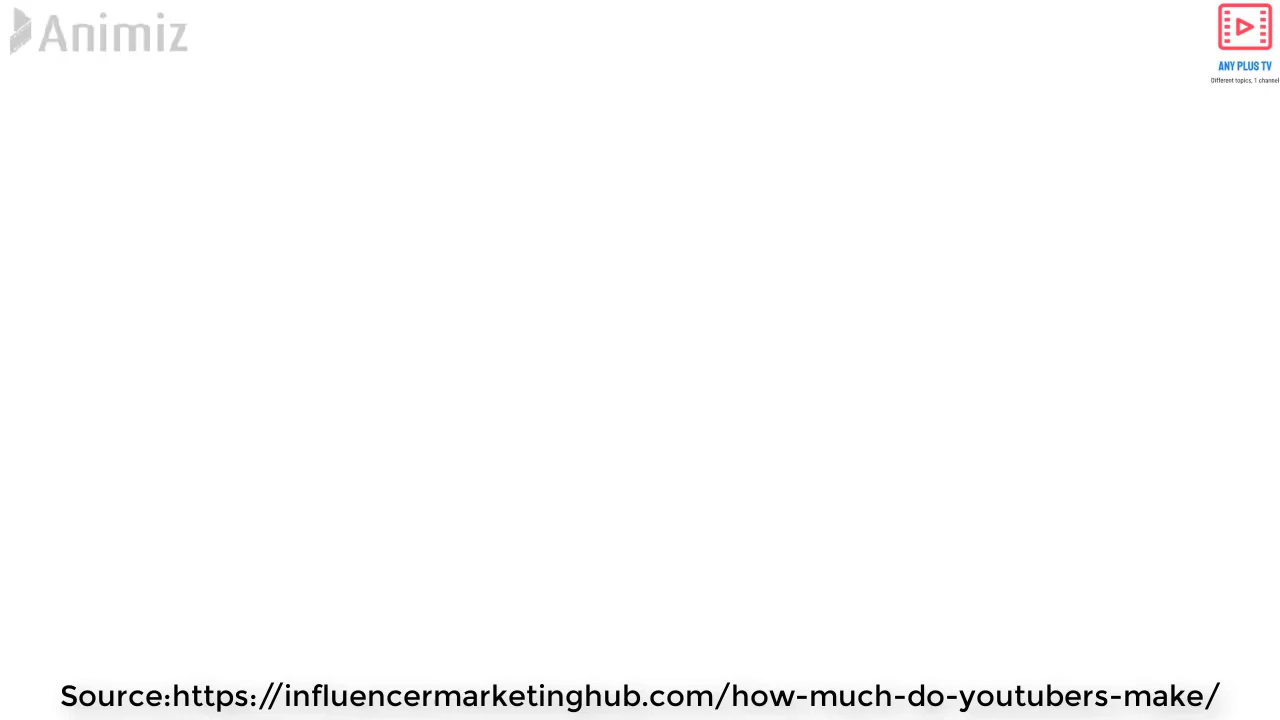 Animiz
ANY PLUS TV
Different topics, 1 channel
Source:https://influencermarketinghub.com/how-much-do-youtubers-make/